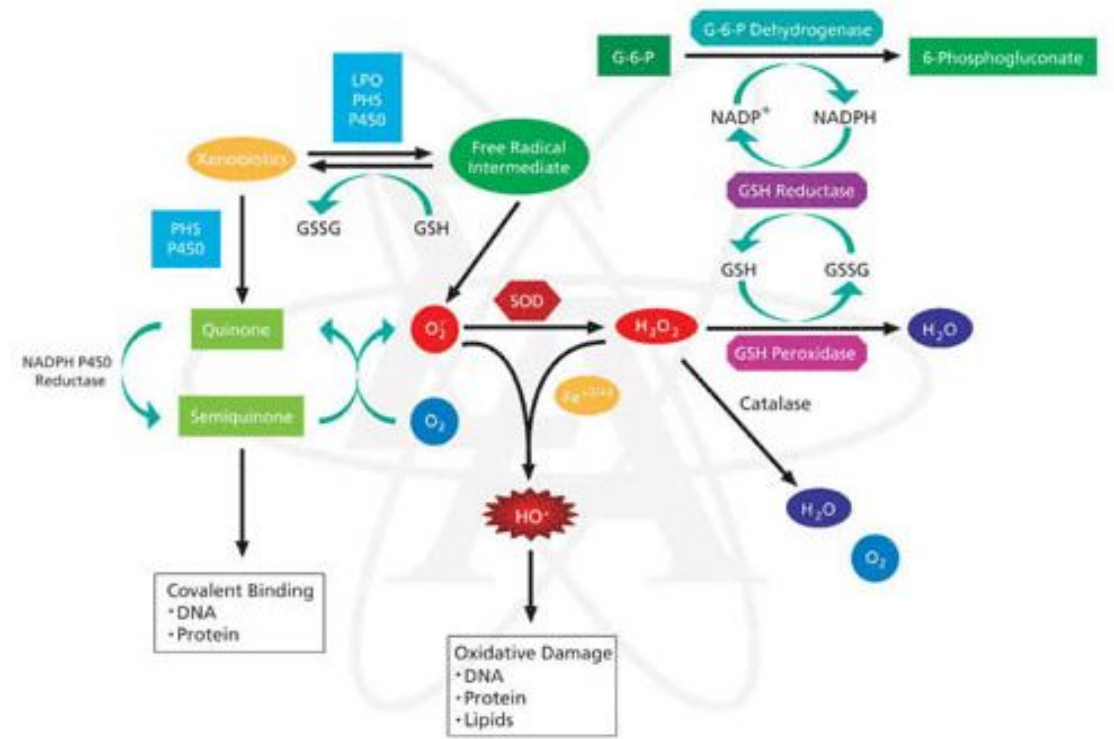 G-6-P Dehydrogenase
G-6-P
6-Phosphogluconate
NADP⁺
NADPH
GSH Reductase
GSH
GSSG
GSH Peroxidase
LPO
PHS
P450
Xenobiotics
Free Radical
Intermediate
GSSG
GSH
PHS
P450
Quinone
NADPH P450
Reductase
Semiquinone
O₂⁻
SOD
H₂O₂
H₂O
O₂
Catalase
H₂O
O₂
HO•
Covalent Binding
•DNA
•Protein
Oxidative Damage
•DNA
•Protein
•Lipids